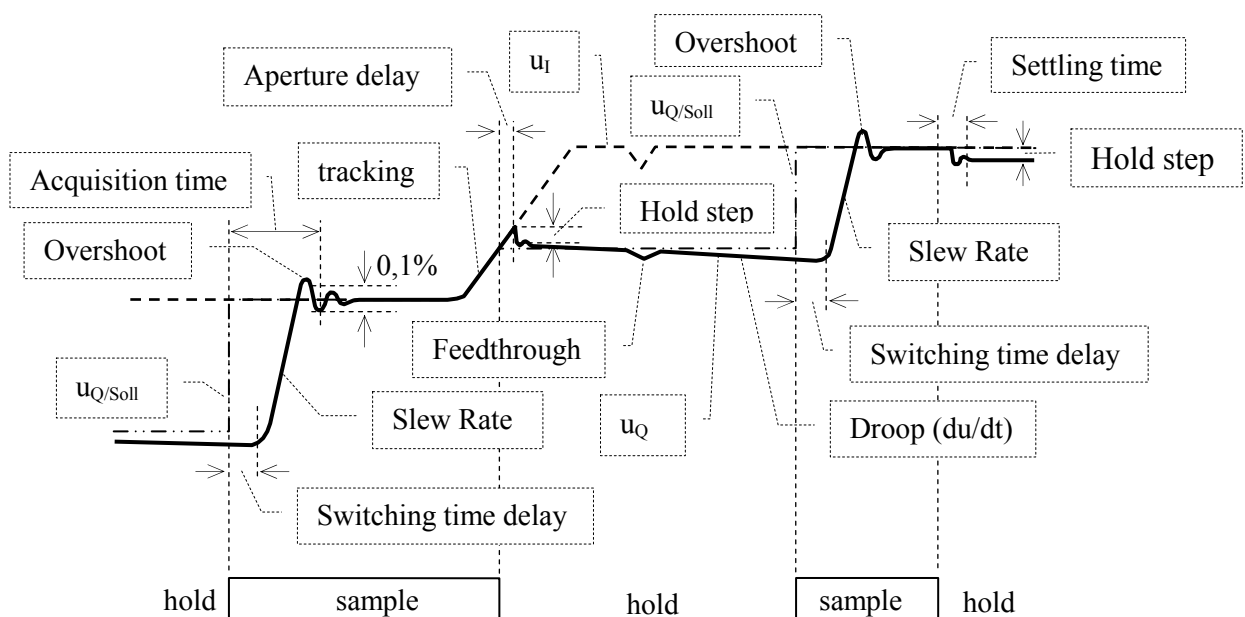 Overshoot
u_I
Settling time
Aperture delay
u_Q/Soll
tracking
Acquisition time
Hold step
Hold step
Overshoot
Slew Rate
0,1%
Feedthrough
Switching time delay
u_Q/Soll
Slew Rate
u_Q
Droop (du/dt)
Switching time delay
hold
sample
hold
sample
hold